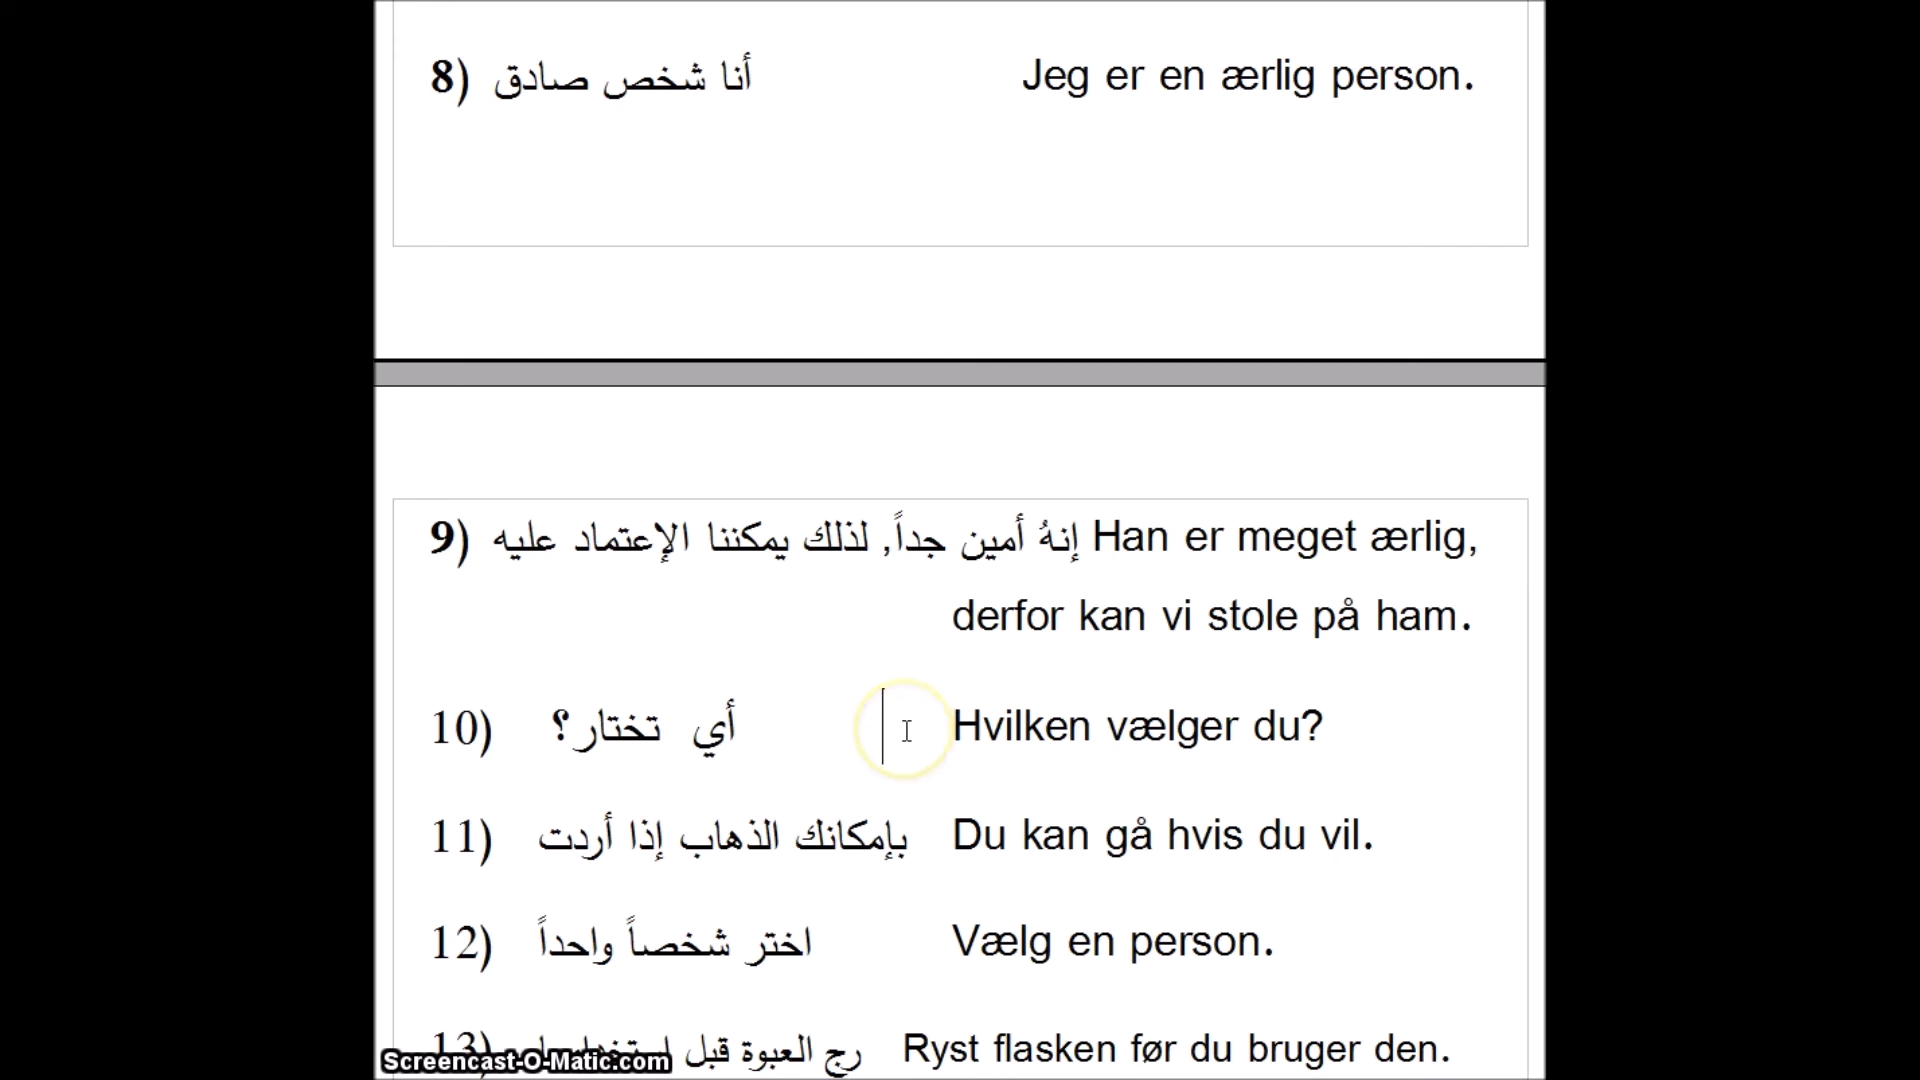 8) أنا شخص صادق Jeg er en ærlig person.
9) إنهُ أمين جداً, لذلك يمكننا الإعتماد عليه Han er meget ærlig,
derfor kan vi stole på ham.
10) أي تختار؟ Hvilken vælger du?
11) بإمكانك الذهاب إذا أردت Du kan gå hvis du vil.
12) اختر شخصاً واحداً Vælg en person.
13) رج العبوة قبل Ryst flasken før du bruger den.
Screencast-O-Matic.com